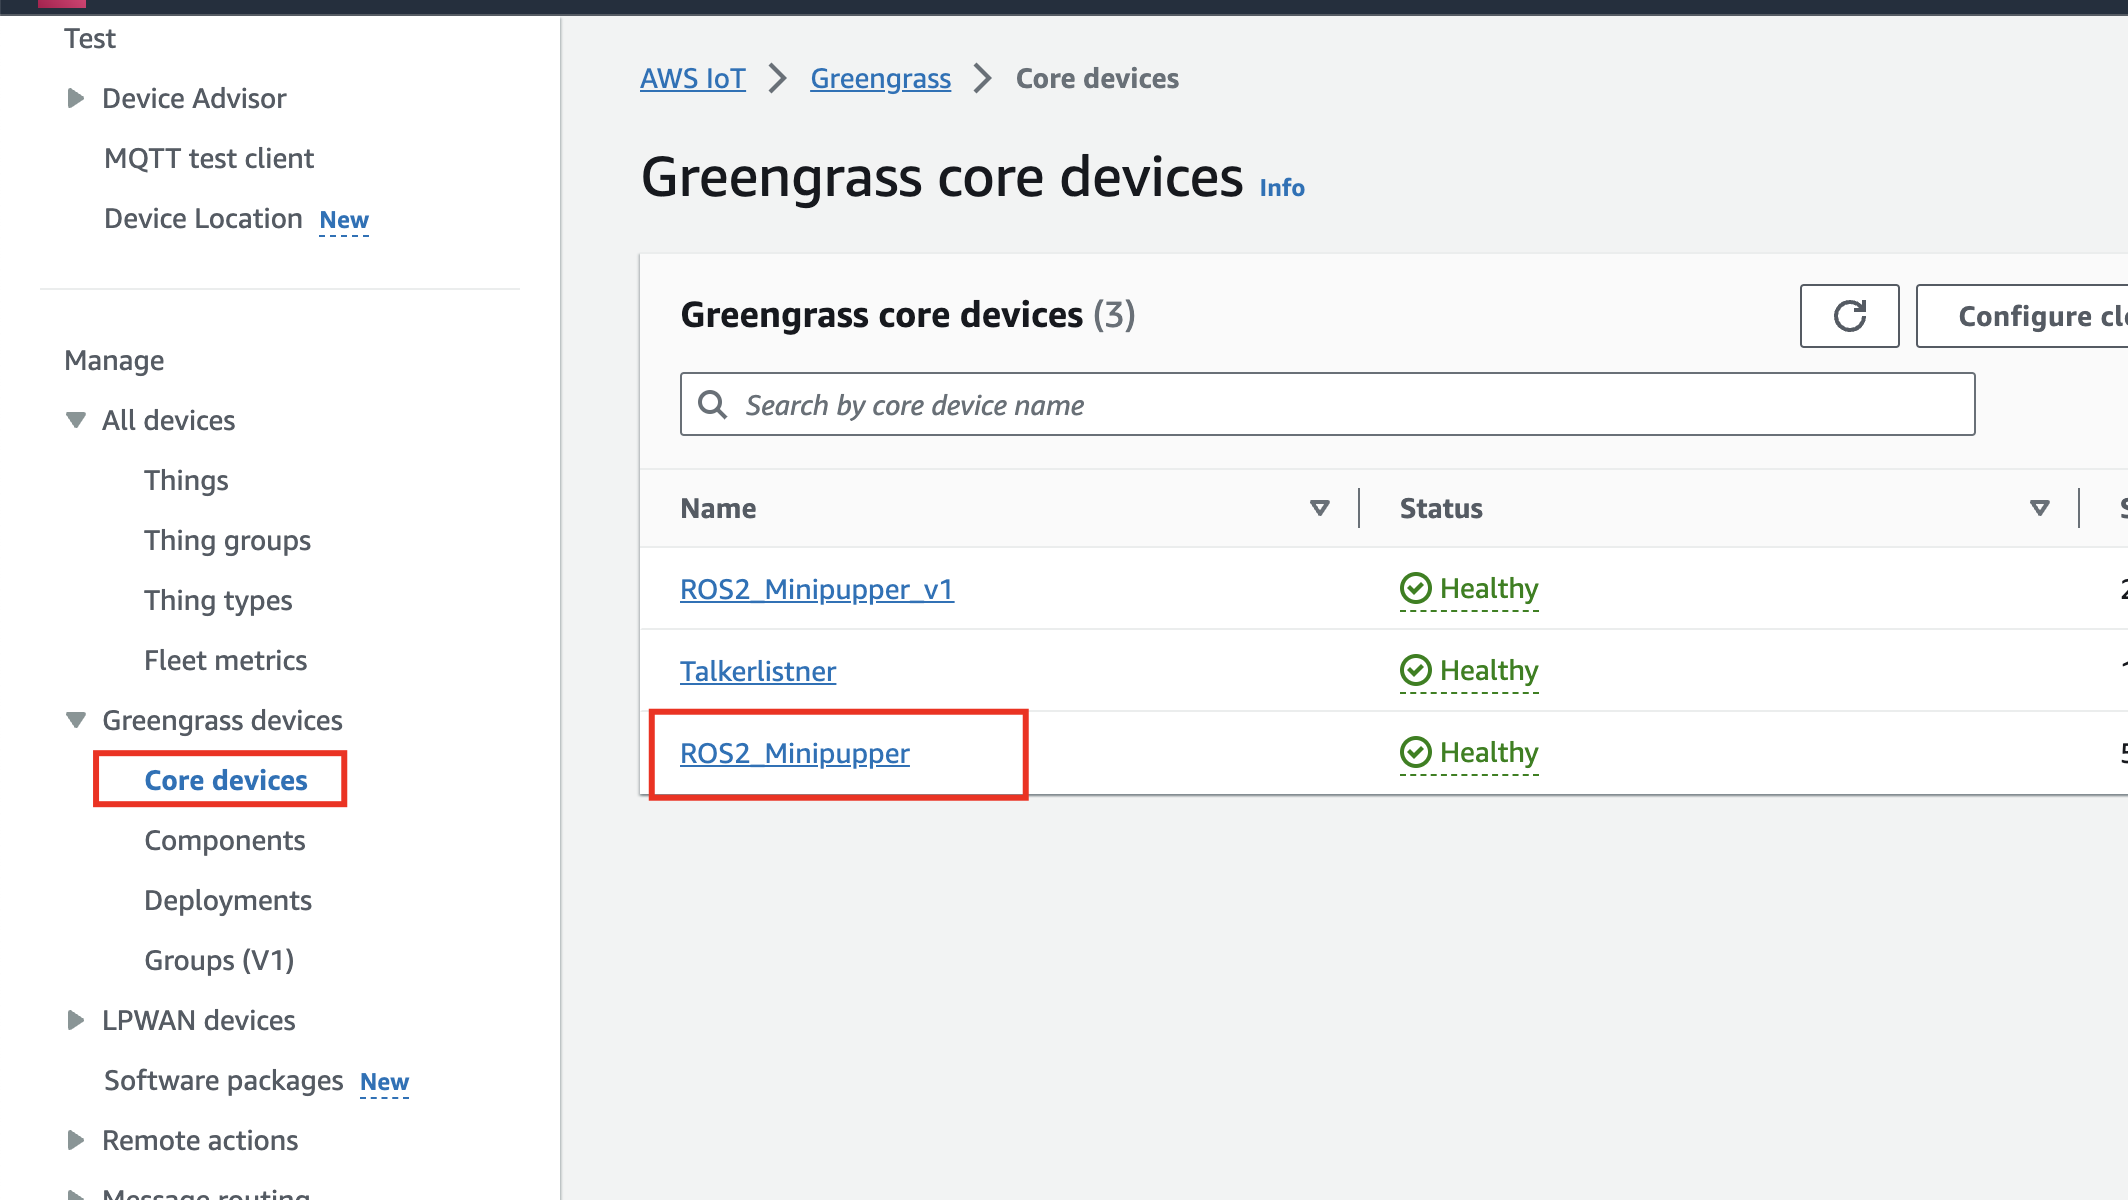 Test
Device Advisor
MQTT test client
Device Location New
Manage
All devices
Things
Thing groups
Thing types
Fleet metrics
Greengrass devices
Core devices
Components
Deployments
Groups (V1)
LPWAN devices
Software packages New
Remote actions
Message routing
AWS IoT > Greengrass > Core devices
Greengrass core devices Info
Greengrass core devices (3)
Configure
Search by core device name
Name Status
ROS2_Minipupper_v1 Healthy
Talkerlistner Healthy
ROS2_Minipupper Healthy